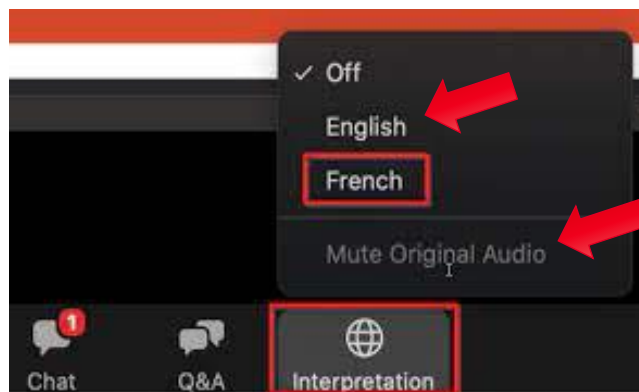 ✓ Off
English
French
Mute Original Audio
1
Chat
Q&A
Interpretation